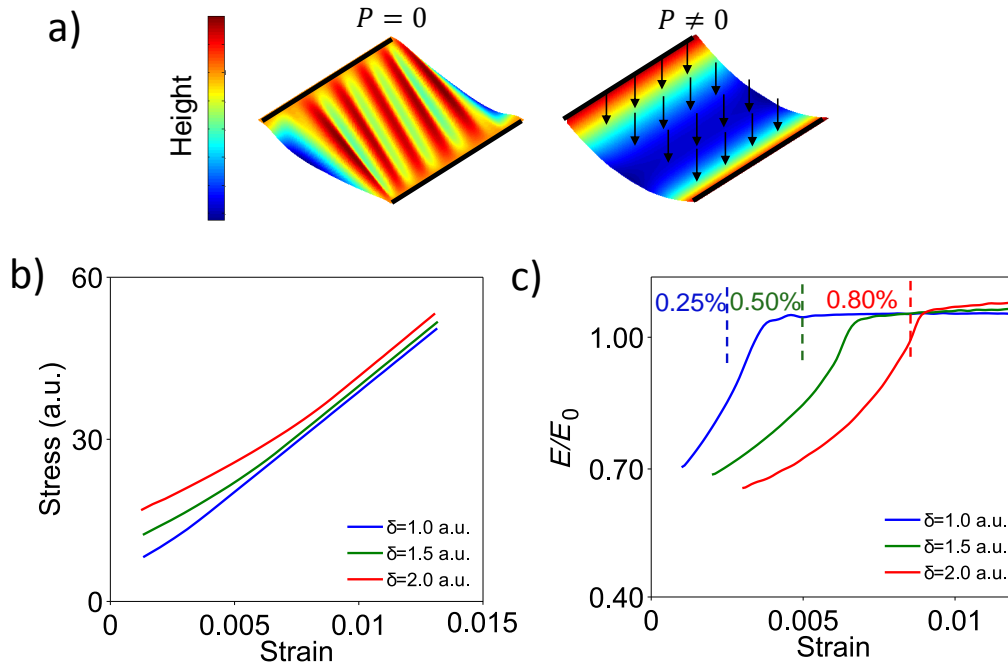 a)
P = 0
P ≠ 0
Height
b)
60
30
0
Stress (a.u.)
0 0.005 0.01 0.015
Strain
δ=1.0 a.u.
δ=1.5 a.u.
δ=2.0 a.u.
c)
0.25% 0.50% 0.80%
1.00
0.70
0.40
E/E₀
0 0.005 0.01
Strain
δ=1.0 a.u.
δ=1.5 a.u.
δ=2.0 a.u.